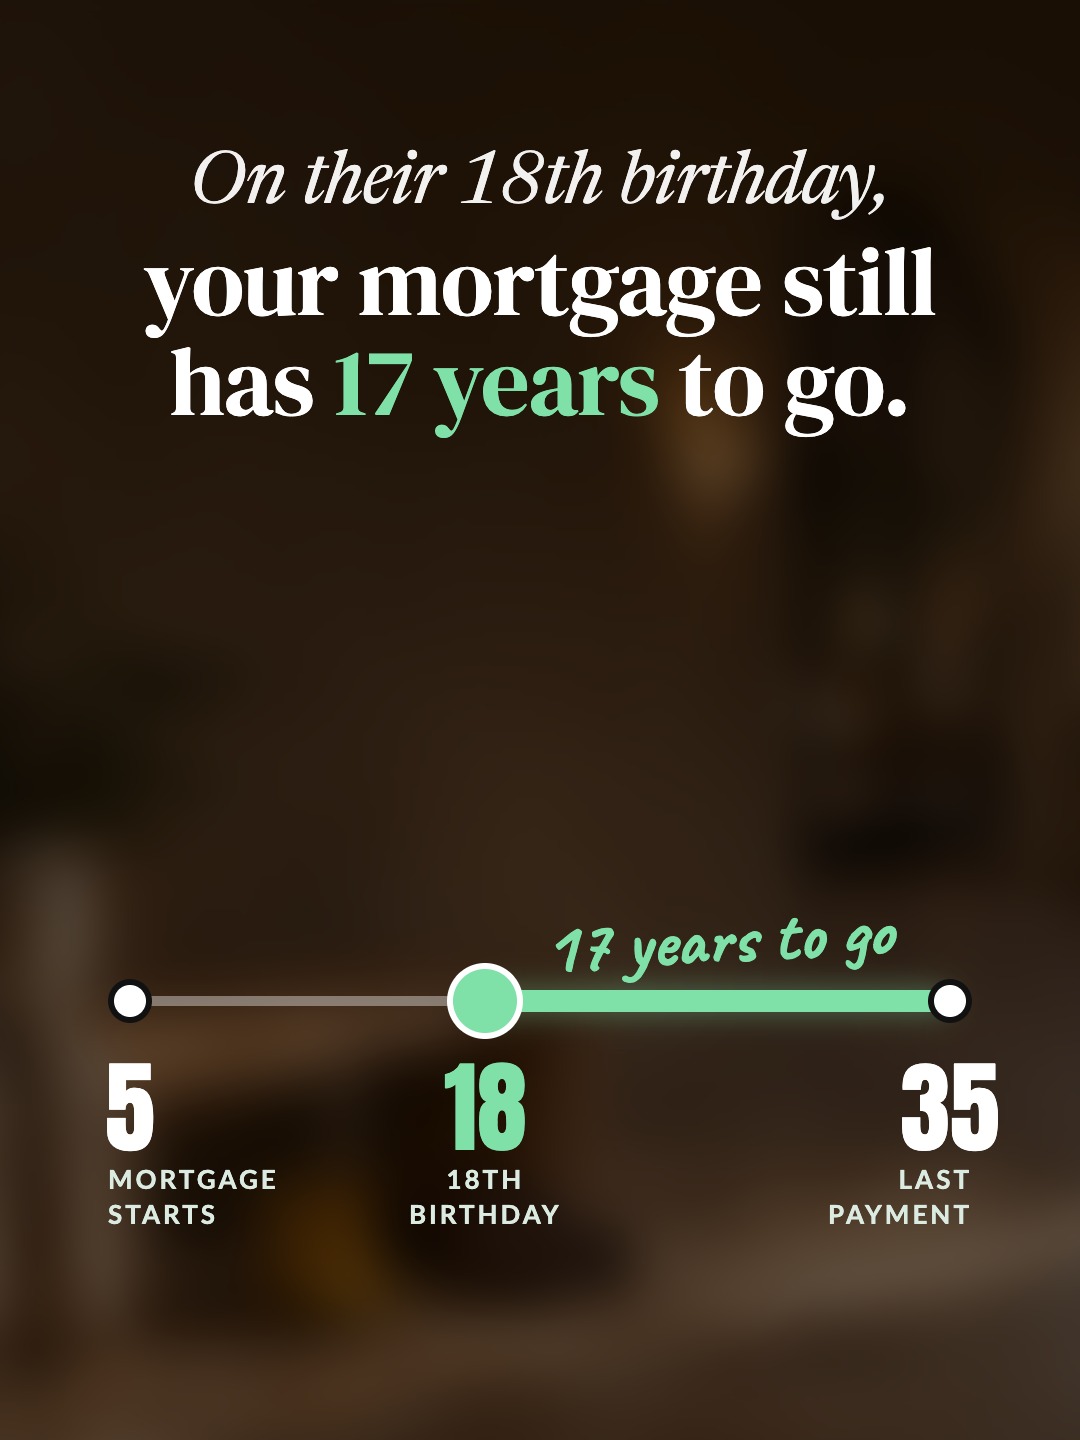 On their 18th birthday,
your mortgage still
has 17 years to go.
17 years to go
5
MORTGAGE
STARTS
18
18TH
BIRTHDAY
35
LAST
PAYMENT